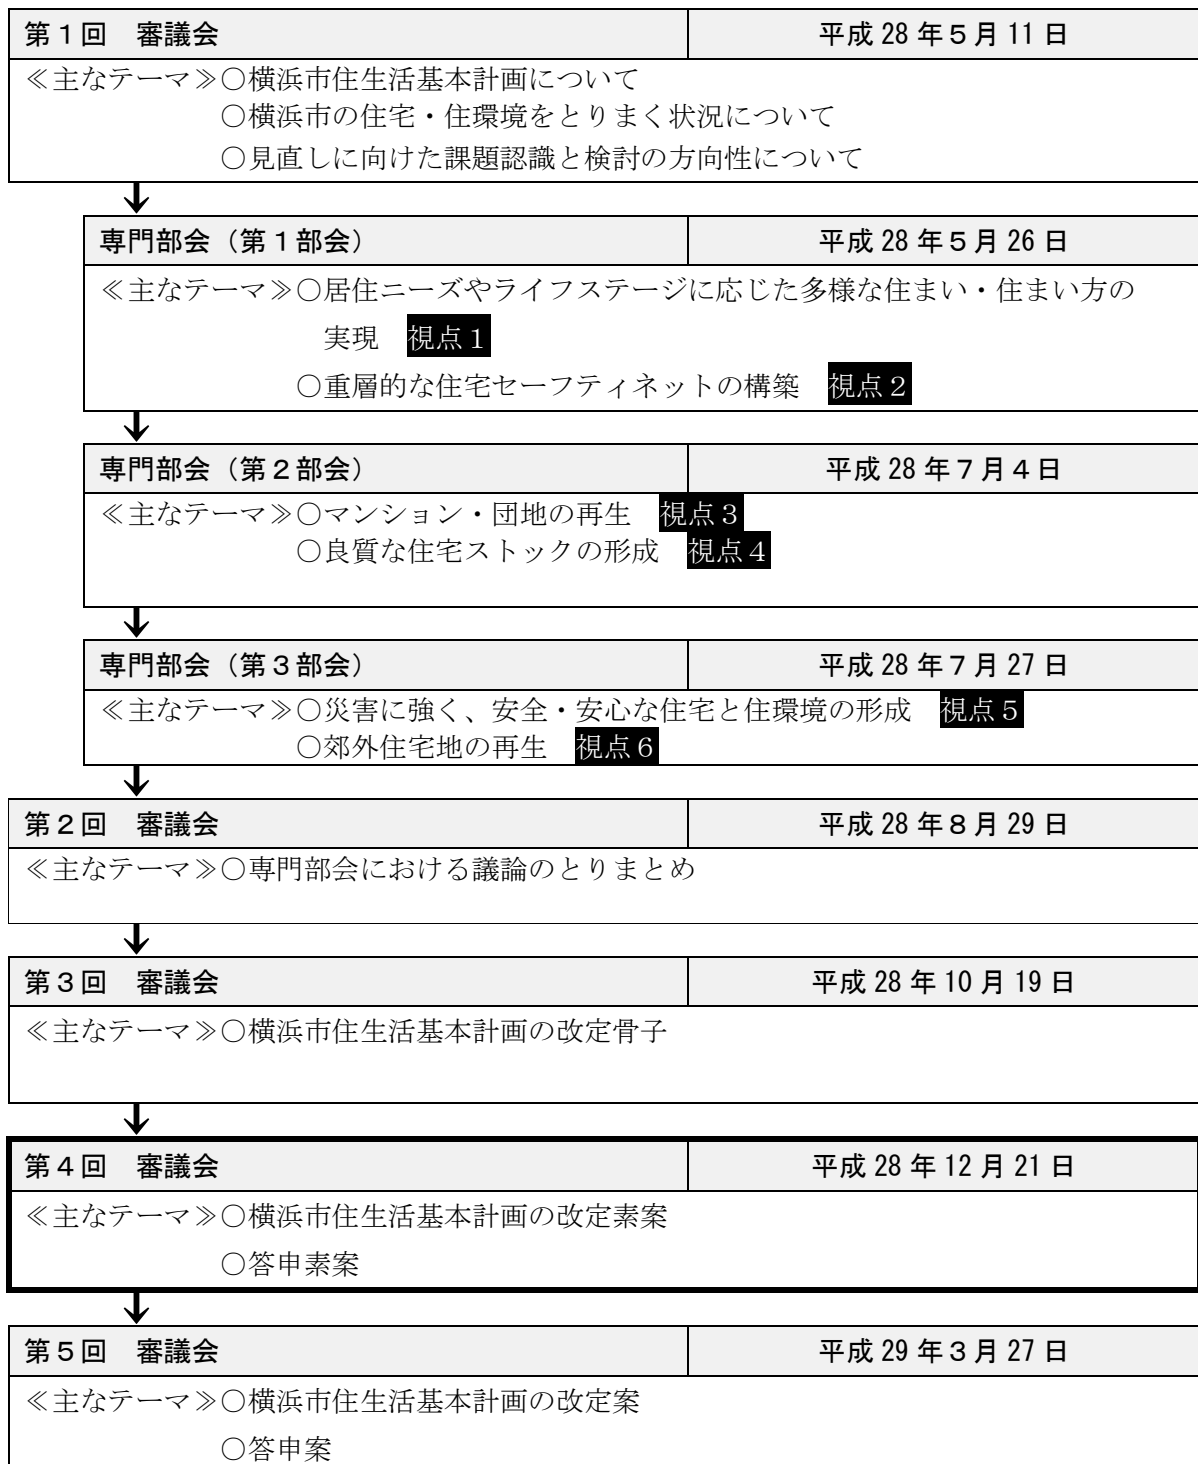 第１回　審議会　平成 28 年５月 11 日
≪主なテーマ≫○横浜市住生活基本計画について
○横浜市の住宅・住環境をとりまく状況について
○見直しに向けた課題認識と検討の方向性について
専門部会（第１部会）　平成 28 年５月 26 日
≪主なテーマ≫○居住ニーズやライフステージに応じた多様な住まい・住まい方の
実現　視点１
○重層的な住宅セーフティネットの構築　視点２
専門部会（第２部会）　平成 28 年７月４日
≪主なテーマ≫○マンション・団地の再生　視点３
○良質な住宅ストックの形成　視点４
専門部会（第３部会）　平成 28 年７月 27 日
≪主なテーマ≫○災害に強く、安全・安心な住宅と住環境の形成　視点５
○郊外住宅地の再生　視点６
第２回　審議会　平成 28 年８月 29 日
≪主なテーマ≫○専門部会における議論のとりまとめ
第３回　審議会　平成 28 年 10 月 19 日
≪主なテーマ≫○横浜市住生活基本計画の改定骨子
第４回　審議会　平成 28 年 12 月 21 日
≪主なテーマ≫○横浜市住生活基本計画の改定素案
○答申素案
第５回　審議会　平成 29 年３月 27 日
≪主なテーマ≫○横浜市住生活基本計画の改定案
○答申案